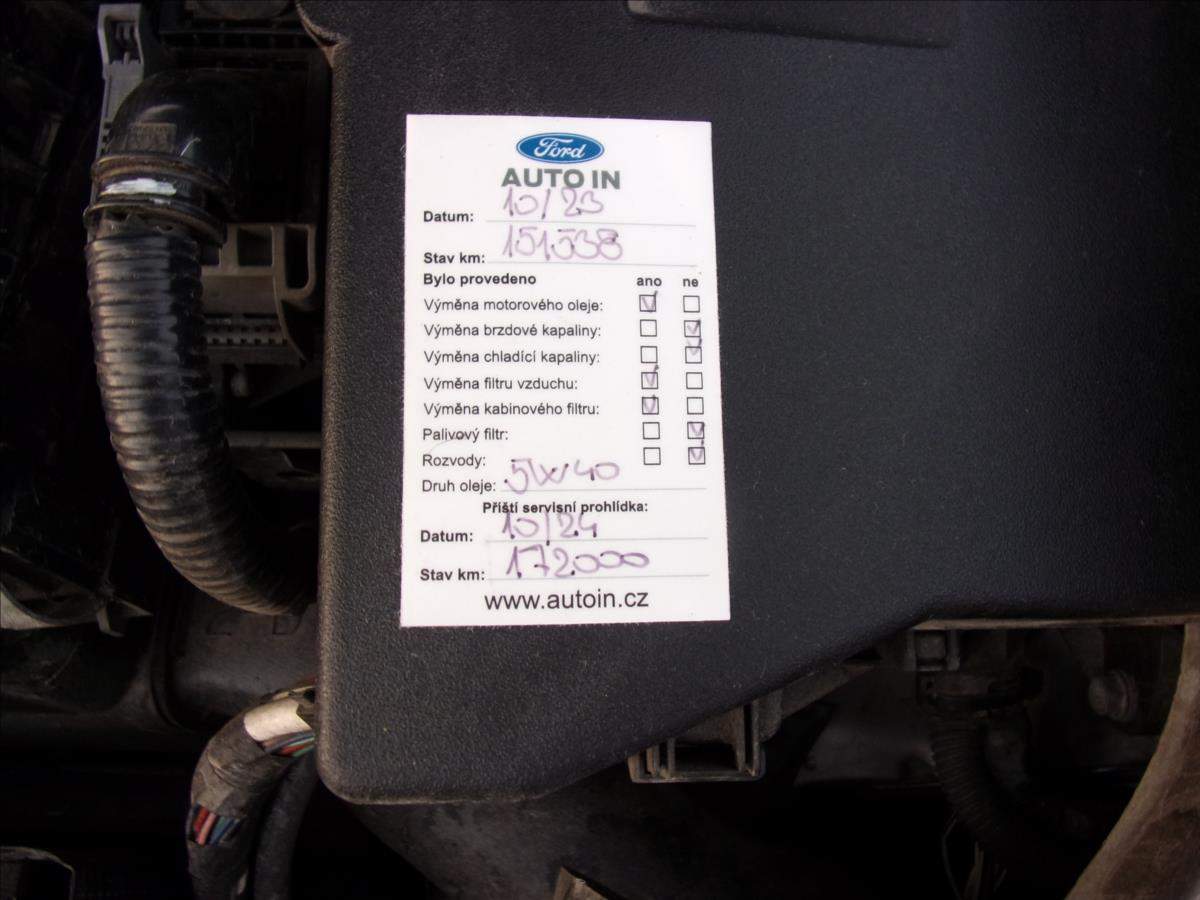 Ford
AUTO IN
Datum: 10/23
Stav km: 151538
Bylo provedeno ano ne
Výměna motorového oleje:
Výměna brzdové kapaliny:
Výměna chladící kapaliny:
Výměna filtru vzduchu:
Výměna kabinového filtru:
Palivový filtr:
Rozvody:
Druh oleje: 5W40
Příští servisní prohlídka:
Datum: 10/24
Stav km: 172000
www.autoin.cz